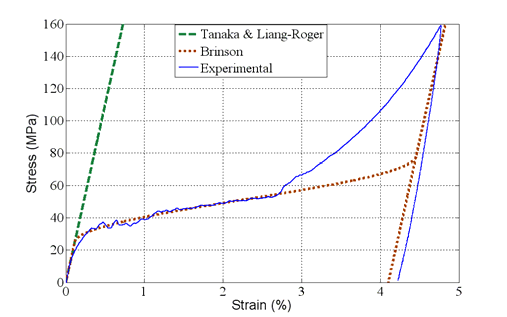 Tanaka & Liang-Roger
Brinson
Experimental
Stress (MPa)
160
140
120
100
80
60
40
20
0
0 1 2 3 4 5
Strain (%)